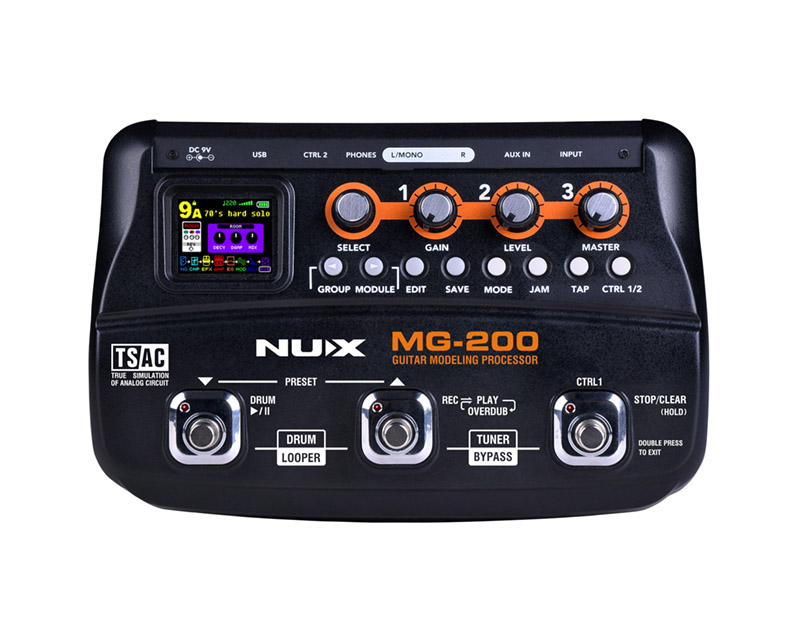 DC 9V
USB
CTRL 2
PHONES
L/MONO
R
AUX IN
INPUT
9A
♩220
70's hard solo
ROOM
DECY DAMP MIX
1
2
3
SELECT
GAIN
LEVEL
MASTER
GROUP
MODULE
EDIT
SAVE
MODE
JAM
TAP
CTRL 1/2
NUX
MG-200
GUITAR MODELING PROCESSOR
TSAC
TRUE SIMULATION
OF ANALOG CIRCUIT
PRESET
DRUM
▶/II
REC
PLAY
OVERDUB
CTRL1
STOP/CLEAR
(HOLD)
DRUM
LOOPER
TUNER
BYPASS
DOUBLE PRESS
TO EXIT